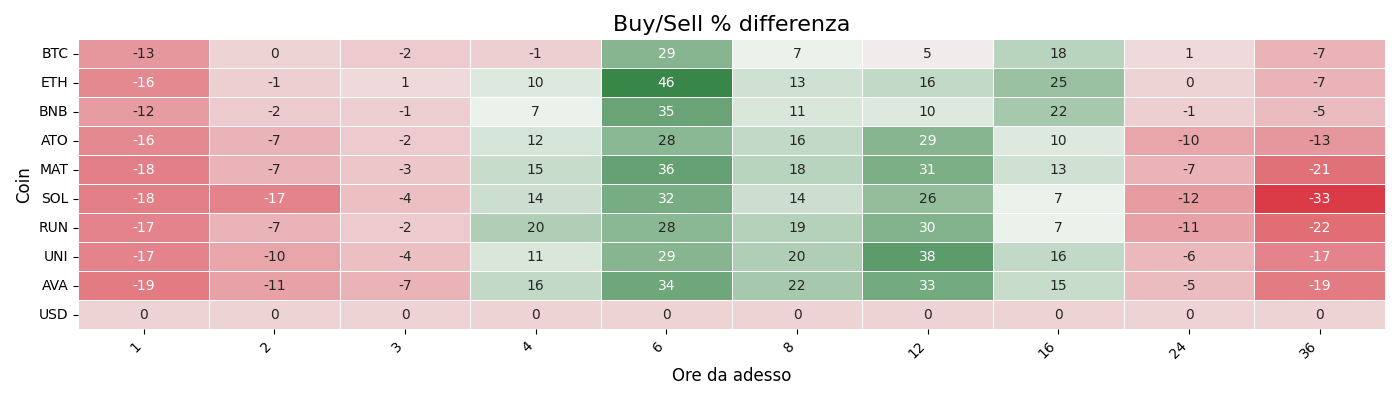 Buy/Sell % differenza
Coin
BTC -13 0 -2 -1 29 7 5 18 1 -7
ETH -16 -1 1 10 46 13 16 25 0 -7
BNB -12 -2 -1 7 35 11 10 22 -1 -5
ATO -16 -7 -2 12 28 16 29 10 -10 -13
MAT -18 -7 -3 15 36 18 31 13 -7 -21
SOL -18 -17 -4 14 32 14 26 7 -12 -33
RUN -17 -7 -2 20 28 19 30 7 -11 -22
UNI -17 -10 -4 11 29 20 38 16 -6 -17
AVA -19 -11 -7 16 34 22 33 15 -5 -19
USD 0 0 0 0 0 0 0 0 0 0
1 2 3 4 6 8 12 16 24 36
Ore da adesso